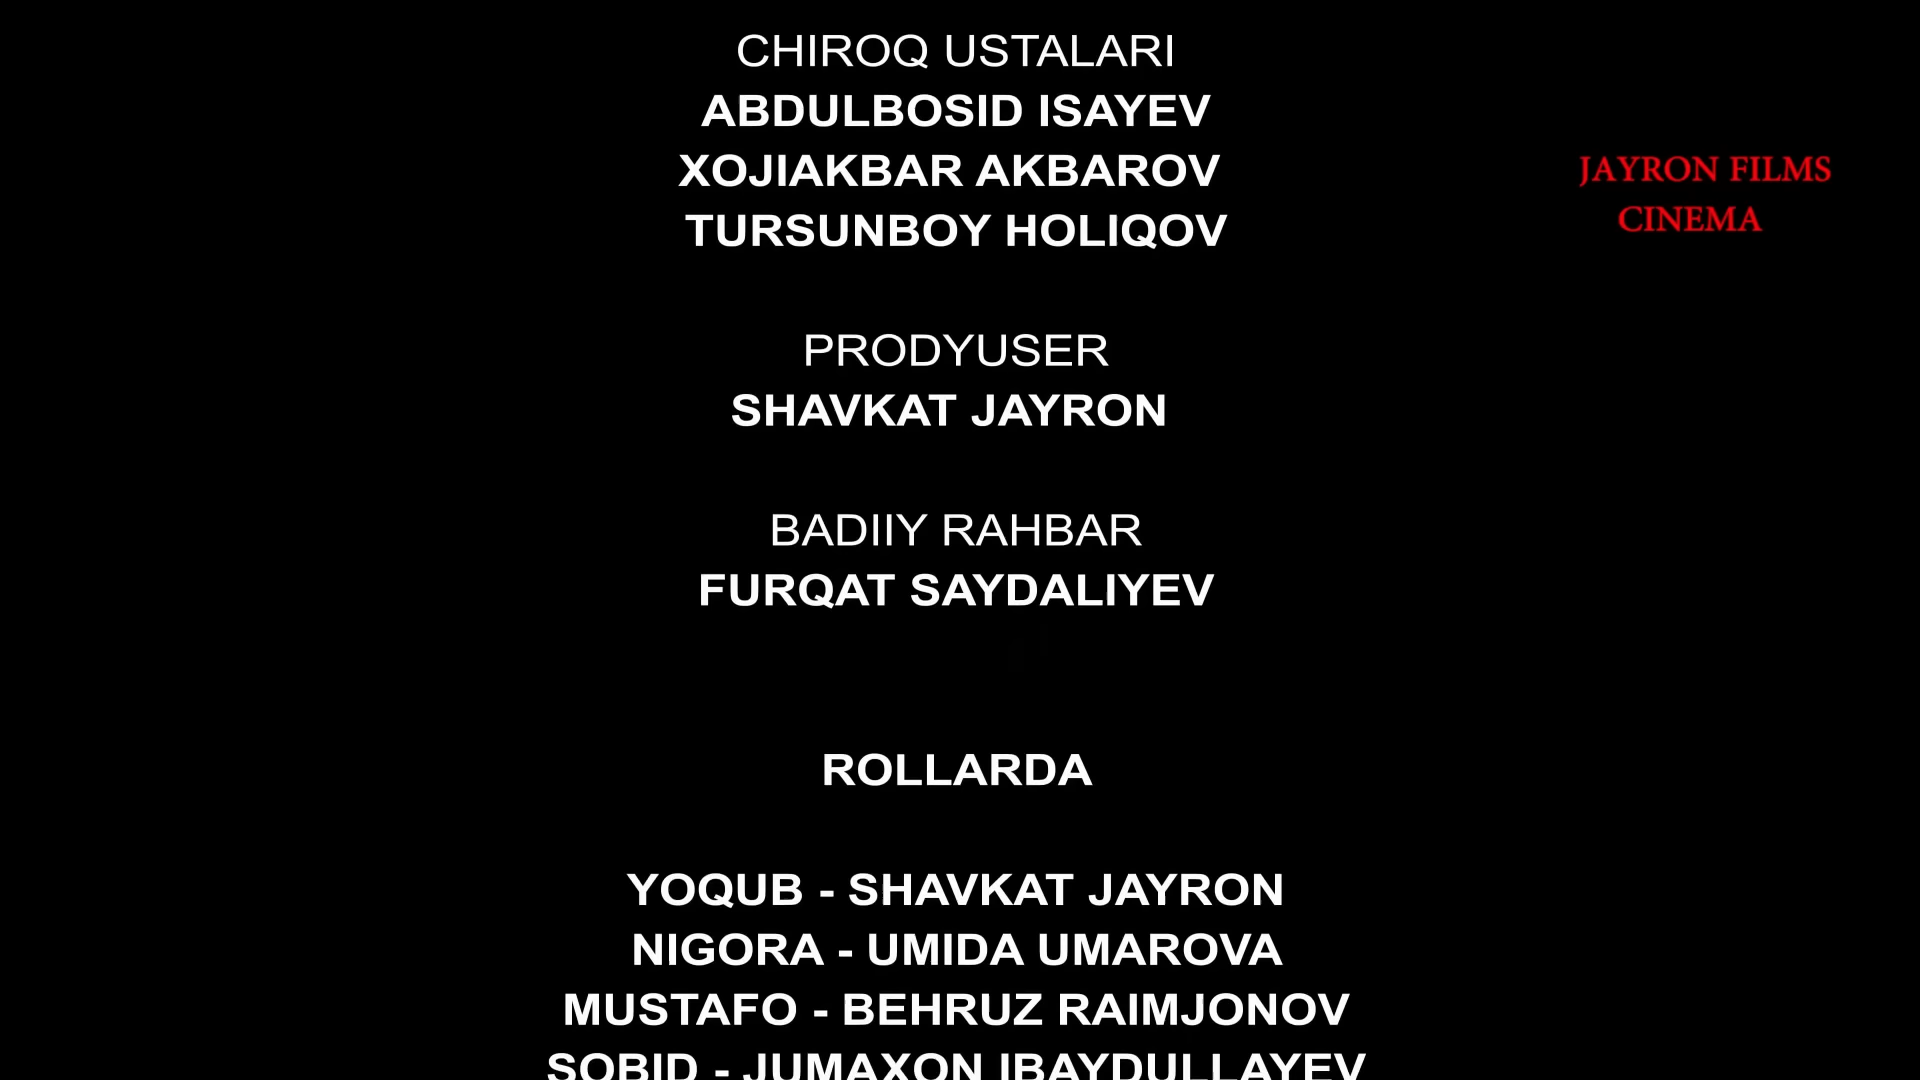 CHIROQ USTALARI
ABDULBOSID ISAYEV
XOJIAKBAR AKBAROV
TURSUNBOY HOLIQOV
JAYRON FILMS
CINEMA
PRODYUSER
SHAVKAT JAYRON
BADIIY RAHBAR
FURQAT SAYDALIYEV
ROLLARDA
YOQUB - SHAVKAT JAYRON
NIGORA - UMIDA UMAROVA
MUSTAFO - BEHRUZ RAIMJONOV
SOBID - JUMAXON IBAYDULLAYEV